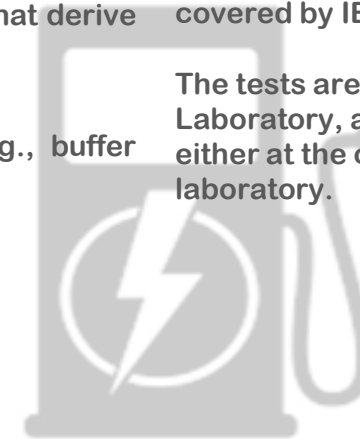 hat derive
g., buffer
covered by IE
The tests are
Laboratory, a
either at the c
laboratory.